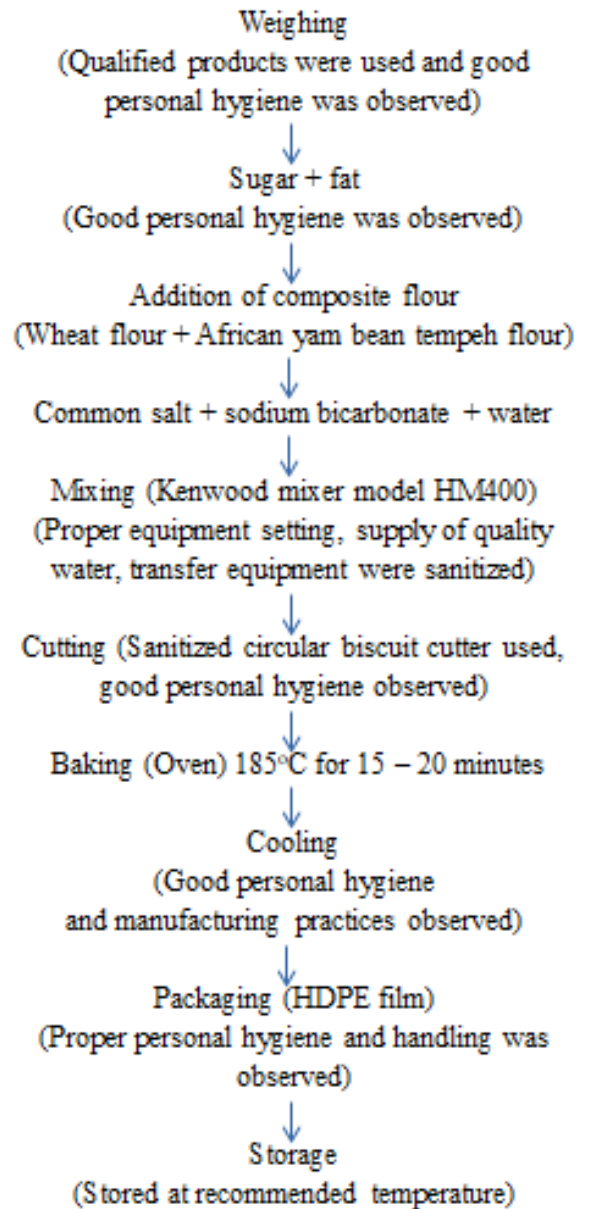 Weighing
(Qualified products were used and good
personal hygiene was observed)
Sugar + fat
(Good personal hygiene was observed)
Addition of composite flour
(Wheat flour + African yam bean tempeh flour)
Common salt + sodium bicarbonate + water
Mixing (Kenwood mixer model HM400)
(Proper equipment setting, supply of quality
water, transfer equipment were sanitized)
Cutting (Sanitized circular biscuit cutter used,
good personal hygiene observed)
Baking (Oven) 185°C for 15 – 20 minutes
Cooling
(Good personal hygiene
and manufacturing practices observed)
Packaging (HDPE film)
(Proper personal hygiene and handling was
observed)
Storage
(Stored at recommended temperature)